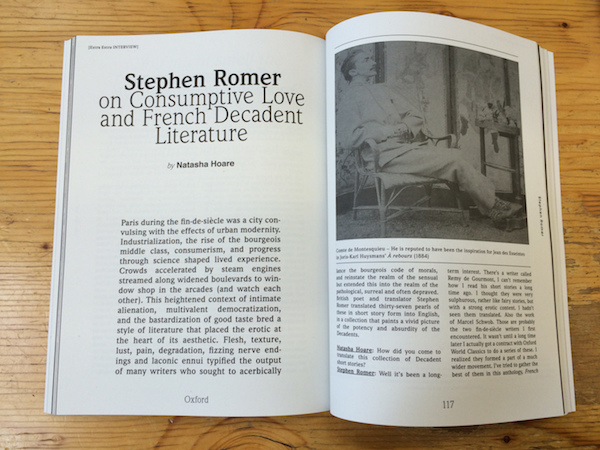 [Extra Extra INTERVIEW]
Stephen Romer
on Consumptive Love
and French Decadent
Literature
by Natasha Hoare
Paris during the fin-de-siècle was a city con-
vulsing with the effects of urban modernity.
Industrialization, the rise of the bourgeois
middle class, consumerism, and progress
through science shaped lived experience.
Crowds accelerated by steam engines
streamed along widened boulevards to win-
dow shop in the arcades (and watch each
other). This heightened context of intimate
alienation, multivalent democratization,
and the bastardization of good taste bred a
style of literature that placed the erotic at
the heart of its aesthetic. Flesh, texture,
lust, pain, degradation, fizzing nerve end-
ings and laconic ennui typified the output
of many writers who sought to acerbically
Oxford
Comte de Montesquieu – He is reputed to have been the inspiration for Jean des Esseintes
in Joris-Karl Huysmans' À rebours (1884)
lance the bourgeois code of morals,
and reinstate the realm of the sensual
but extended this into the realm of the
pathological, surreal and often depraved.
British poet and translator Stephen
Romer translated thirty-seven pearls of
these in short story form into English,
in a collection that paints a vivid picture
of the potency and absurdity of the
Decadents.
Natasha Hoare: How did you come to
translate this collection of Decadent
short stories?
Stephen Romer: Well it's been a long-
term interest. There's a writer called
Remy de Gourmont, which I can't
remember how I read his short stories a long
time ago. I thought they were very
sulphurous, rather like fairy stories, but
with a strong erotic content. I hadn't
seen them translated. Also the work
of Marcel Schwob. Those are probably
the two fin-de-siècle writers I first
encountered. It wasn't until a long time
later I actually got a contract with Oxford
World Classics to do a series of these. I
realized they formed a part of a much
wider movement. I've tried to gather the
best of them in this anthology, French
Stephen Romer
117